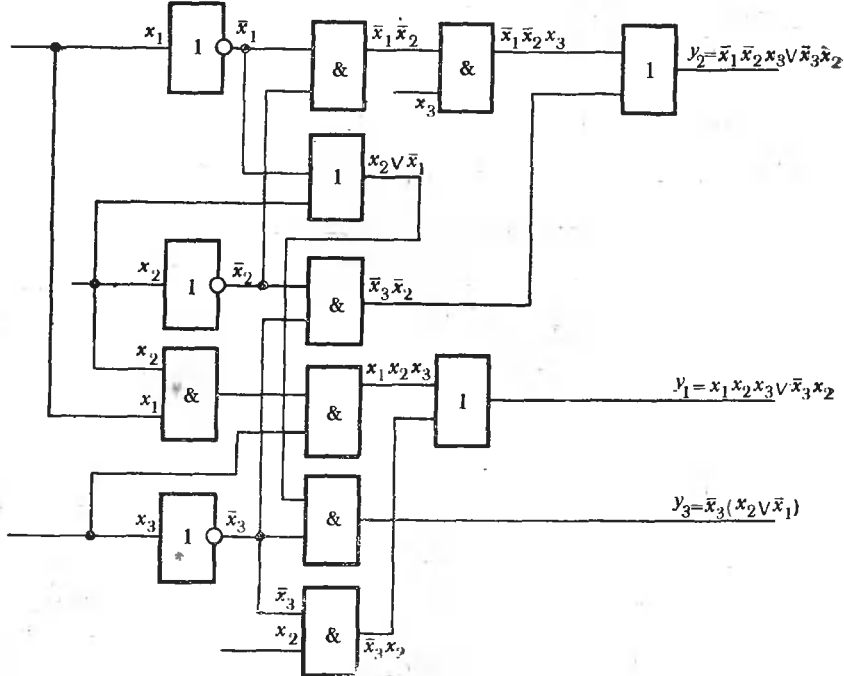 x₁ 1 x̄₁ & x̄₁x̄₂ & x̄₁x̄₂x₃ 1 y₂=x̄₁x̄₂x₃∨x̄₃x̄₂
x₃
1 x₂∨x̄₁
x₂ 1 x̄₂ & x̄₃x̄₂
x₂ & x₁x₂x₃ 1 y₁=x₁x₂x₃∨x̄₃x₂
x₁ &
x₃ 1 x̄₃ & y₃=x̄₃(x₂∨x̄₁)
x̄₃
x₂ & x̄₃x₂